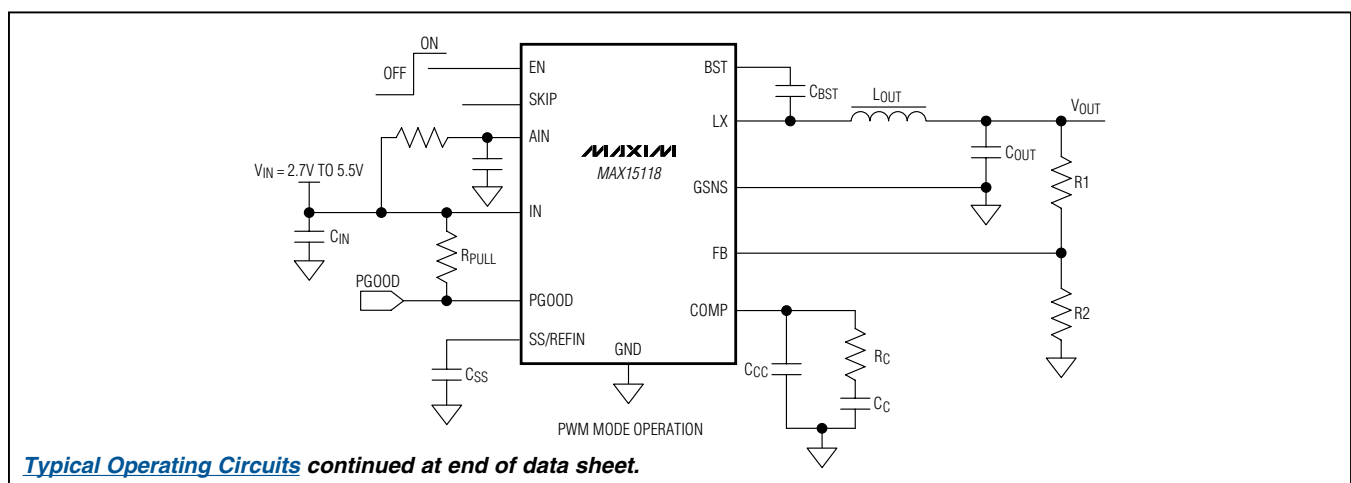 ON
OFF
EN
SKIP
AIN
VIN = 2.7V TO 5.5V
IN
CIN
RPULL
PGOOD
PGOOD
SS/REFIN
CSS
GND
MAXIM
MAX15118
BST
CBST
LX
LOUT
VOUT
COUT
GSNS
R1
FB
R2
COMP
CCC
RC
CC
PWM MODE OPERATION
Typical Operating Circuits continued at end of data sheet.